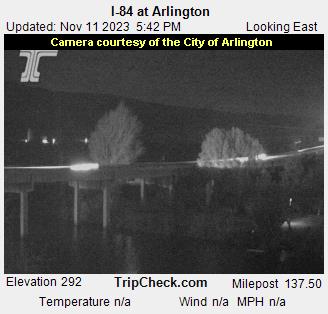 I-84 at Arlington
Updated: Nov 11 2023 5:42 PM Looking East
Camera courtesy of the City of Arlington
Elevation 292 TripCheck.com Milepost 137.50
Temperature n/a Wind n/a MPH n/a